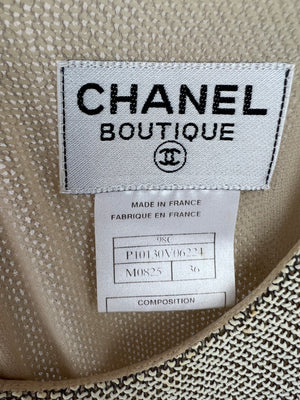 CHANEL
BOUTIQUE
MADE IN FRANCE
FABRIQUE EN FRANCE
98C
P10130V06224
M0825 36
COMPOSITION